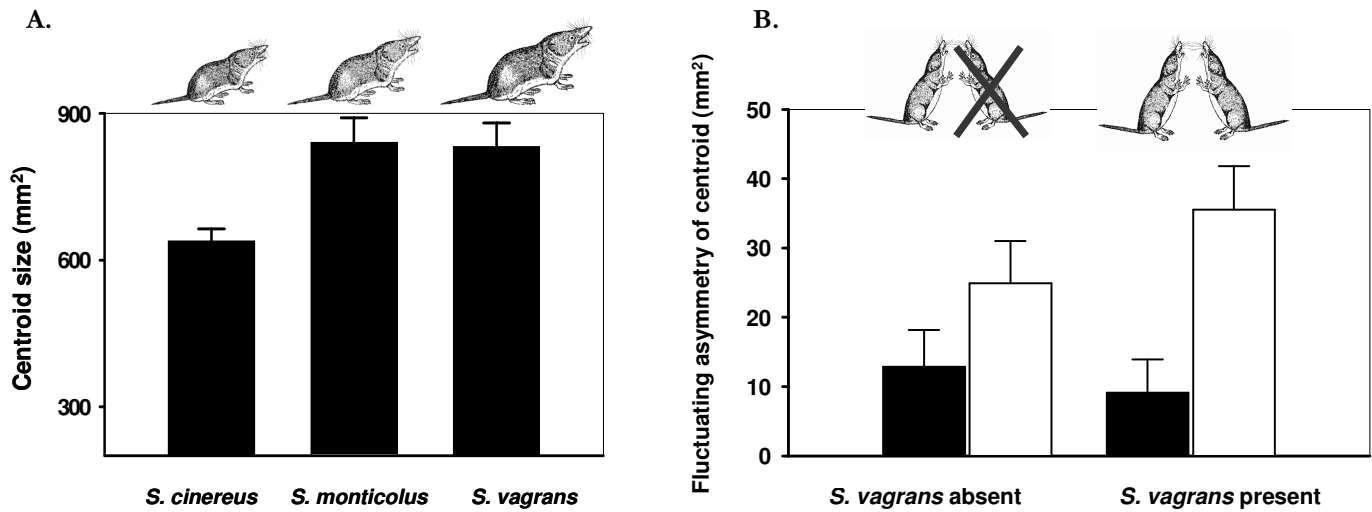 A.
900
600
300
Centroid size (mm²)
S. cinereus
S. monticolus
S. vagrans
B.
50
40
30
20
10
0
Fluctuating asymmetry of centroid (mm²)
S. vagrans absent
S. vagrans present